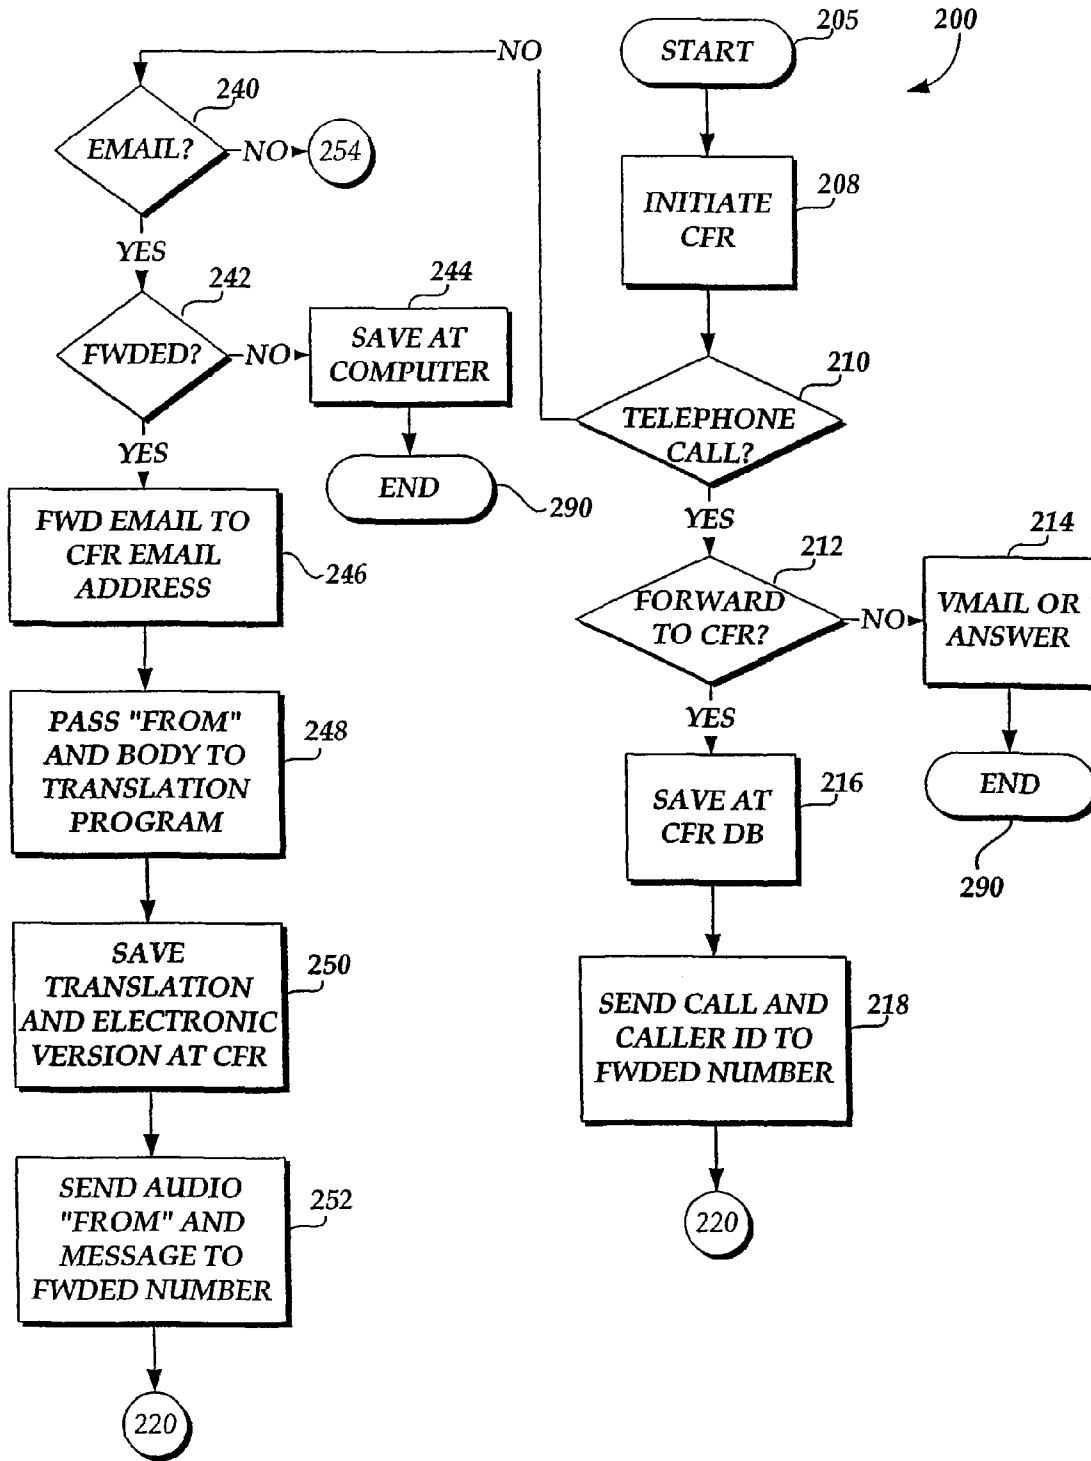 205
START
200
NO
240
EMAIL?
NO
254
208
INITIATE
CFR
YES
242
FWDED?
NO
244
SAVE AT
COMPUTER
210
TELEPHONE
CALL?
YES
END
290
YES
FWD EMAIL TO
CFR EMAIL
ADDRESS
246
212
FORWARD
TO CFR?
NO
214
VMAIL OR
ANSWER
YES
END
290
PASS "FROM"
AND BODY TO
TRANSLATION
PROGRAM
248
SAVE AT
CFR DB
216
SAVE
TRANSLATION
AND ELECTRONIC
VERSION AT CFR
250
SEND CALL AND
CALLER ID TO
FWDED NUMBER
218
SEND AUDIO
"FROM" AND
MESSAGE TO
FWDED NUMBER
252
220
220